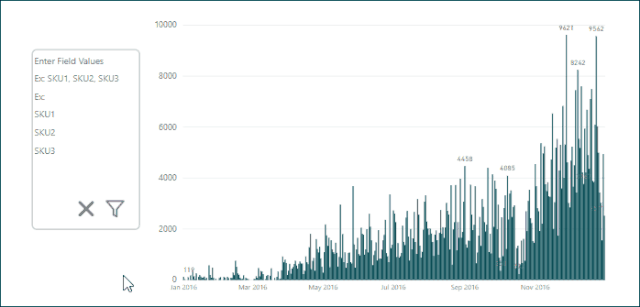 Enter Field Values
Ex: SKU1, SKU2, SKU3
Ex:
SKU1
SKU2
SKU3
10000
8000
6000
4000
2000
0
9621
9562
8242
4458
4085
Jan 2016
Mar 2016
May 2016
Jul 2016
Sep 2016
Nov 2016